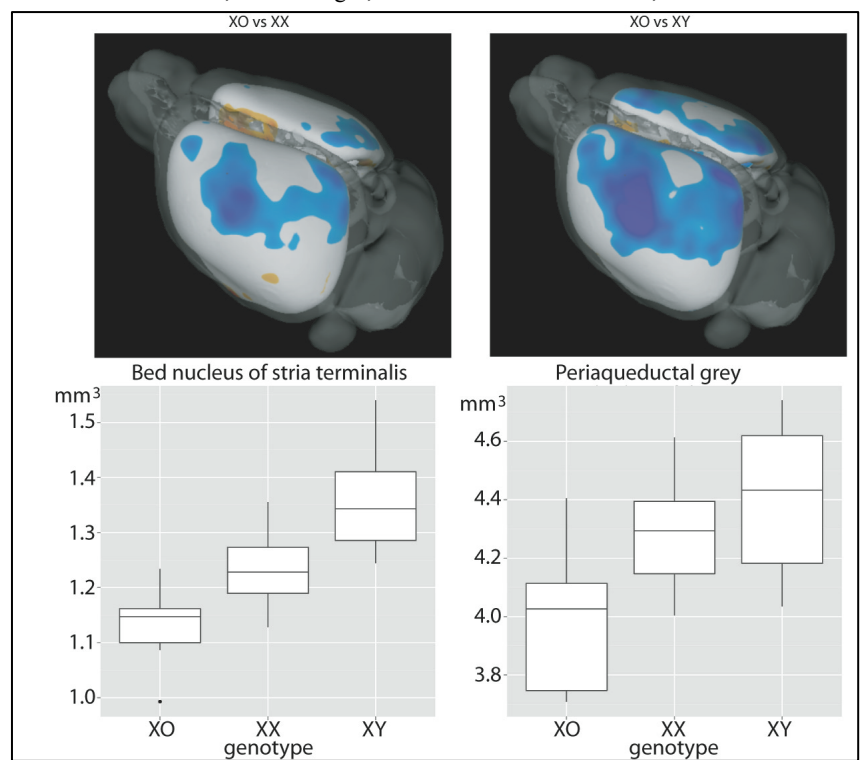 XO vs XX
XO vs XY
Bed nucleus of stria terminalis
mm3
1.5
1.4
1.3
1.2
1.1
1.0
XO XX XY
genotype
Periaqueductal grey
mm3
4.6
4.4
4.2
4.0
3.8
XO XX XY
genotype